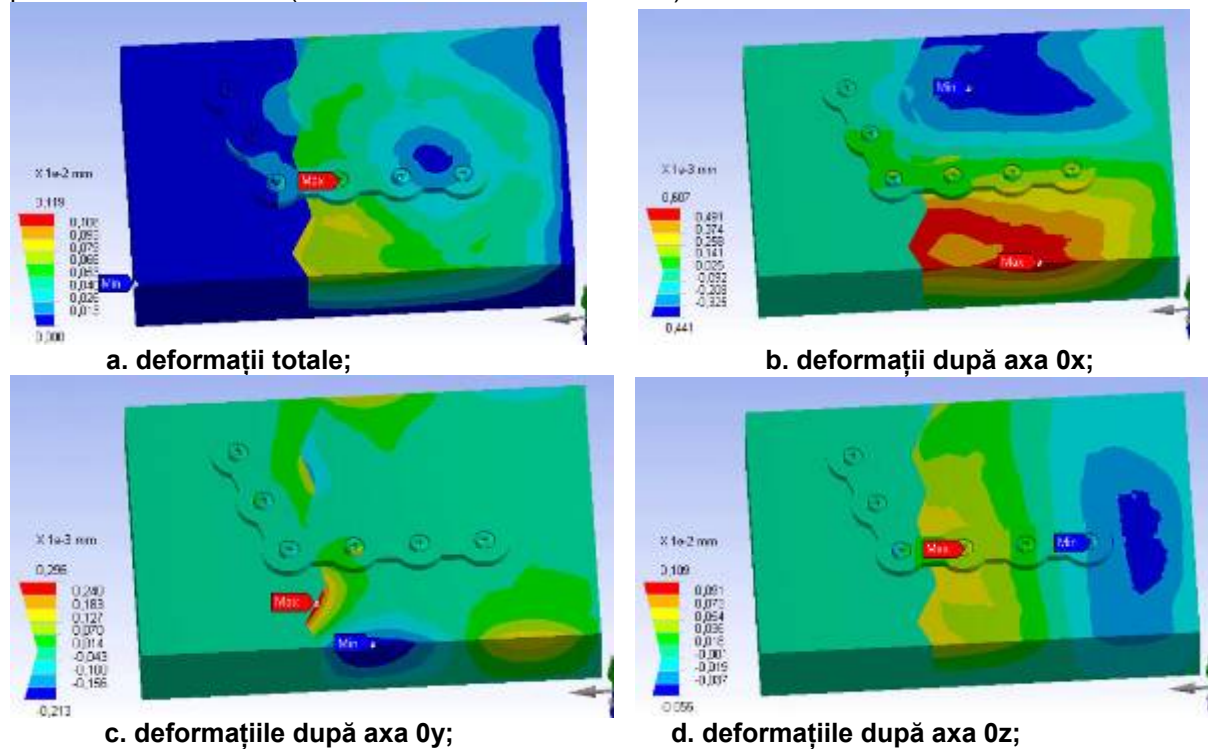 X 1e-2 mm
0,119
0,106
0,093
0,079
0,066
0,053
0,040
0,026
0,013
0,000
Max
Min
X 1e-3 mm
0,607
0,491
0,374
0,258
0,141
0,025
-0,092
-0,208
-0,325
0,441
Min
Max
a. deformații totale;
b. deformații după axa 0x;
X 1e-3 mm
0,296
0,240
0,183
0,127
0,070
0,014
-0,043
-0,100
-0,156
-0,213
Max
Min
X 1e-2 mm
0,109
0,091
0,073
0,054
0,036
0,018
-0,001
-0,019
-0,037
-0,055
Max
Min
c. deformațiile după axa 0y;
d. deformațiile după axa 0z;